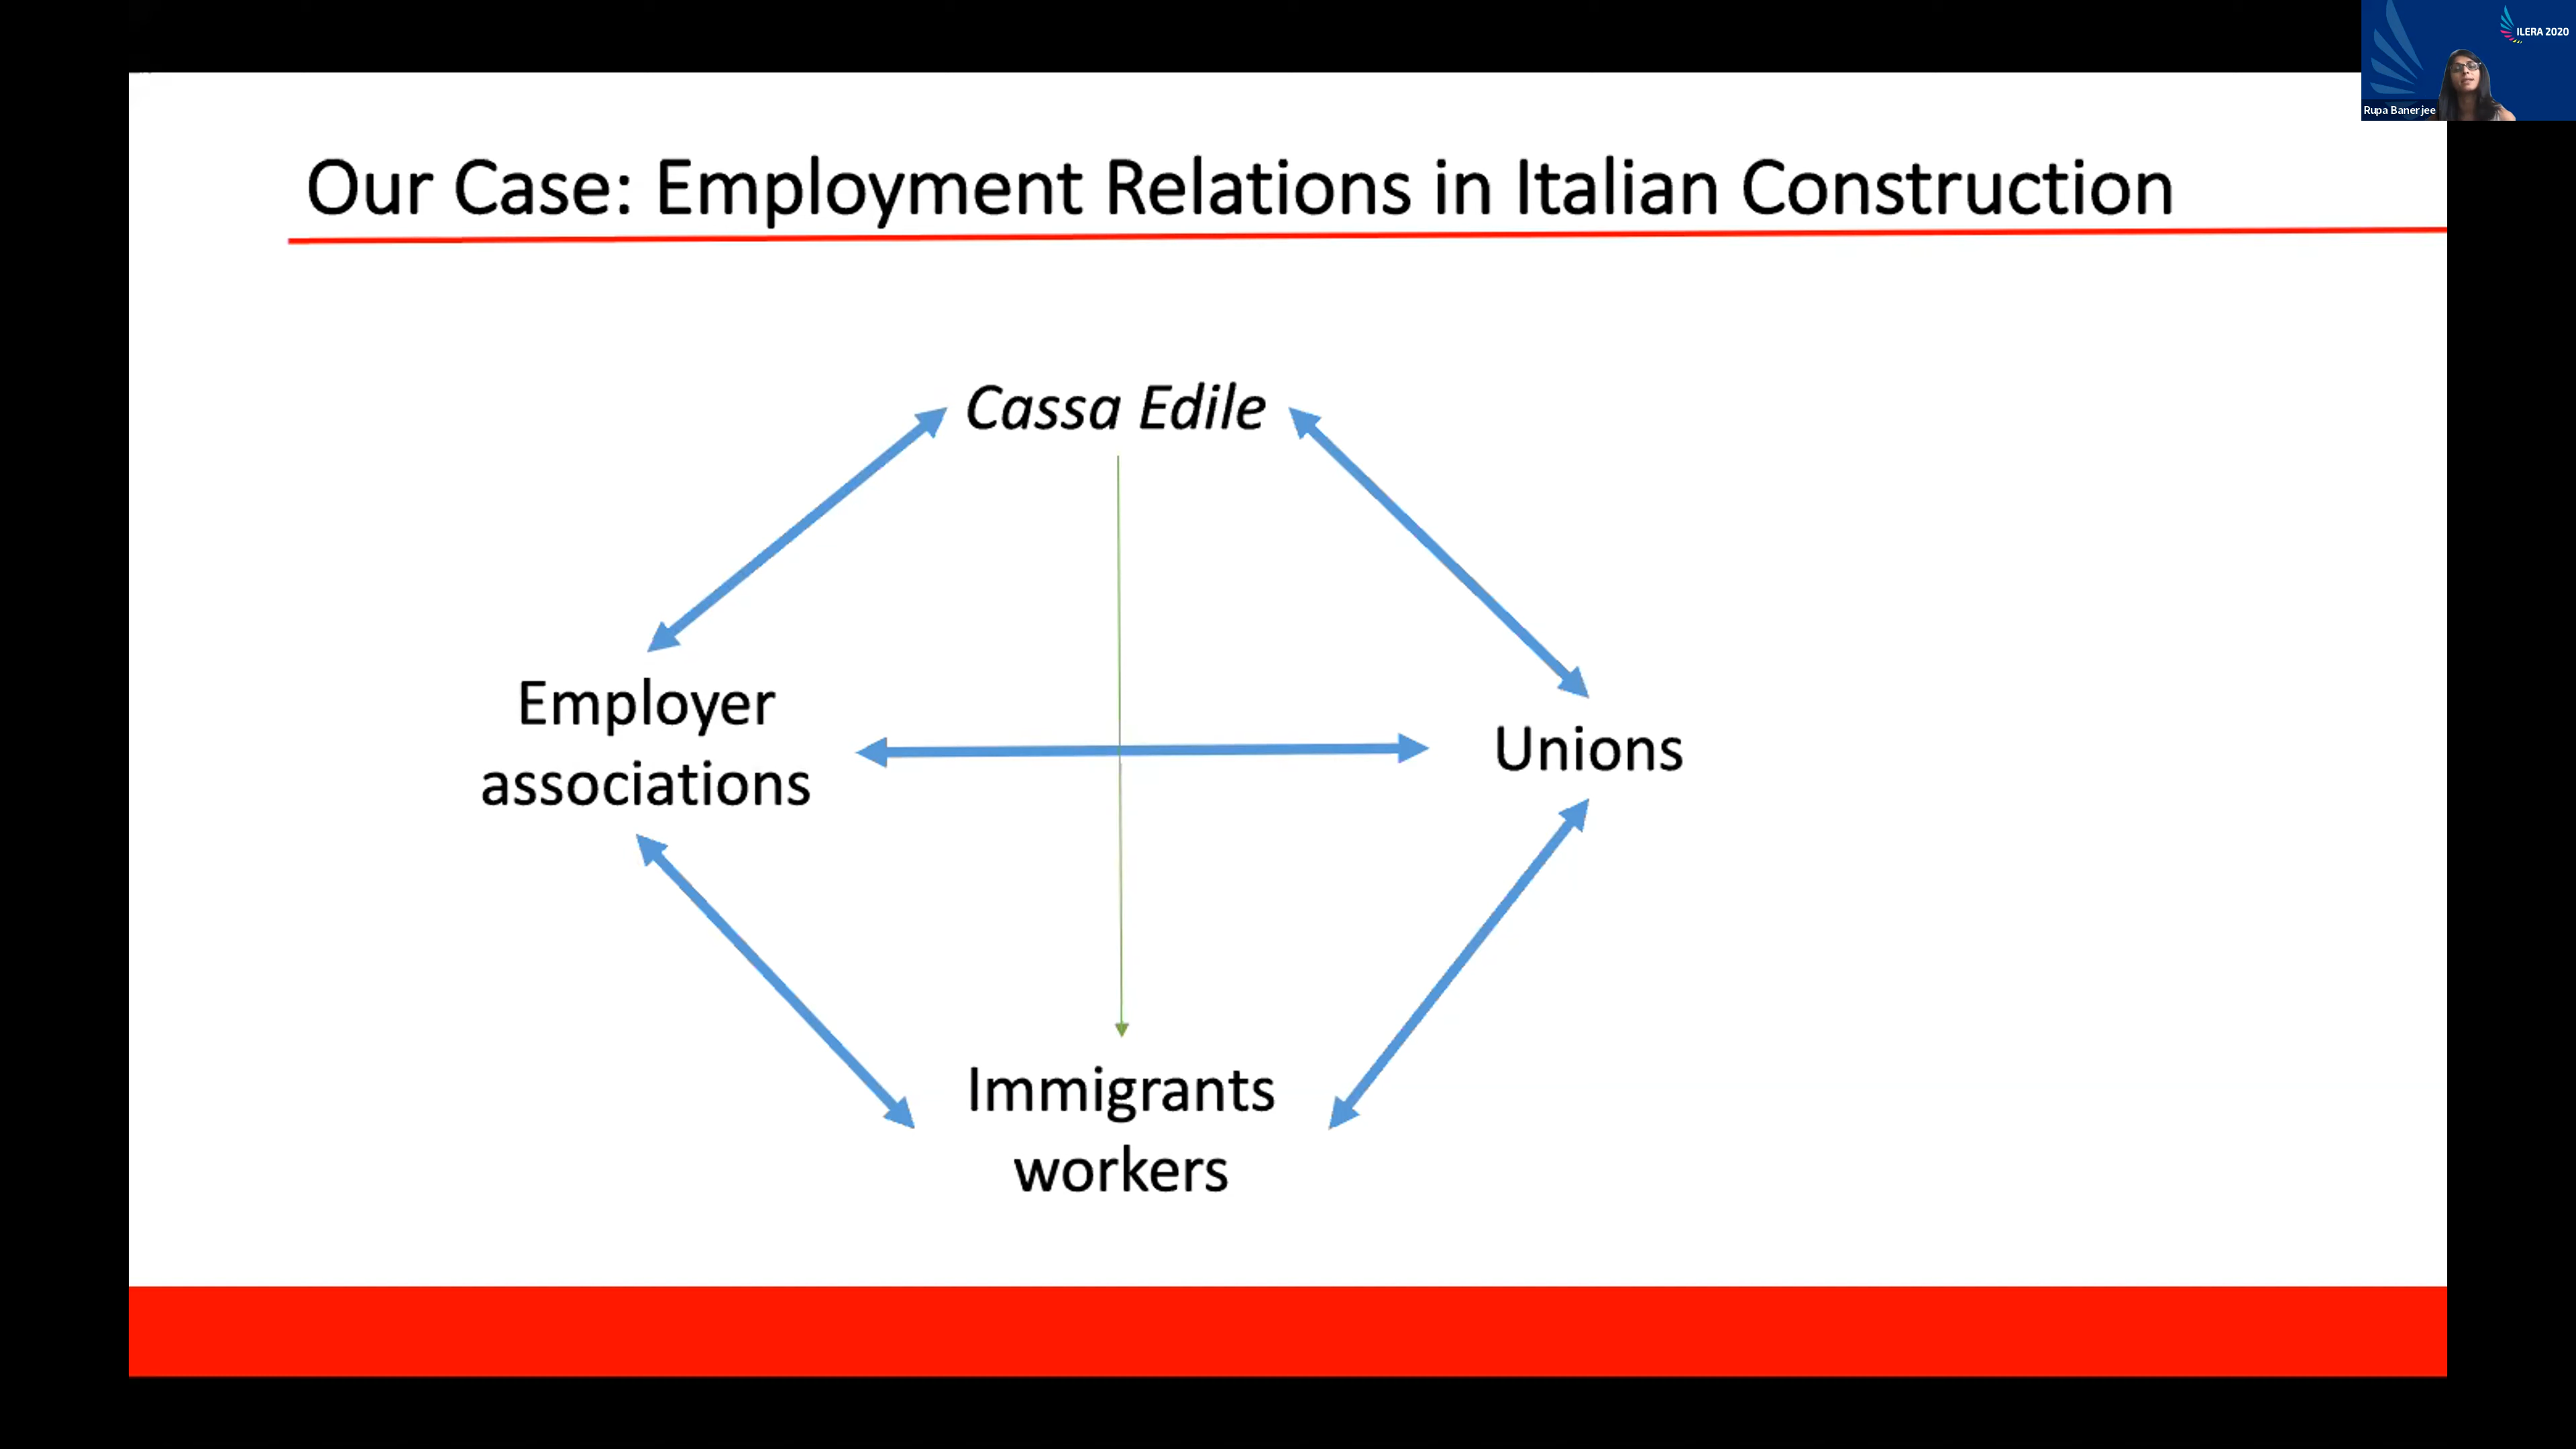 ILERA 2020
Rupa Banerjee
Our Case: Employment Relations in Italian Construction
Cassa Edile
Employer
associations
Unions
Immigrants
workers